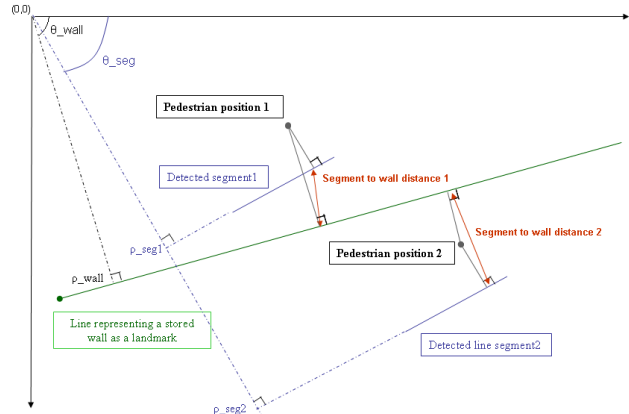 (0,0)
θ_wall
θ_seg
Pedestrian position 1
Detected segment1
Segment to wall distance 1
Segment to wall distance 2
ρ_seg1
Pedestrian position 2
ρ_wall
Line representing a stored
wall as a landmark
Detected line segment2
ρ_seg2